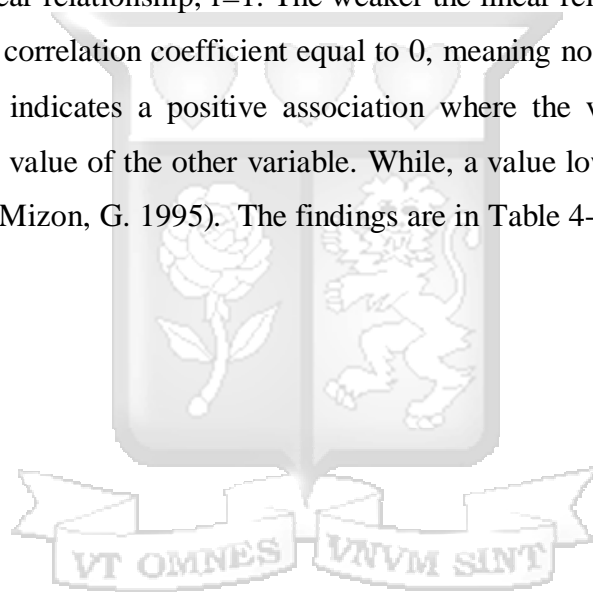 ear relationship, r=1. The weaker the linear rel
correlation coefficient equal to 0, meaning no
indicates a positive association where the v
value of the other variable. While, a value lo
Mizon, G. 1995). The findings are in Table 4-
VT OMNES VNVM SINT